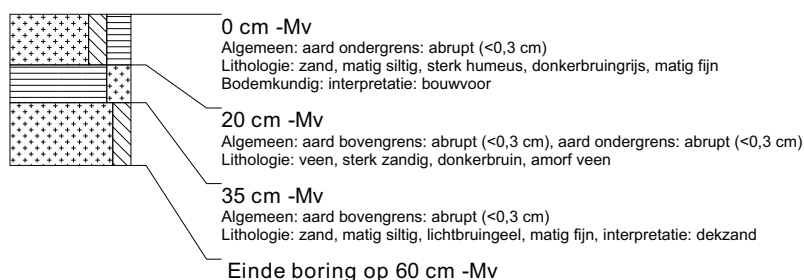 0 cm -Mv
Algemeen: aard ondergrens: abrupt (<0,3 cm)
Lithologie: zand, matig siltig, sterk humeus, donkerbruingrijs, matig fijn
Bodemkundig: interpretatie: bouwvoor
20 cm -Mv
Algemeen: aard bovengrens: abrupt (<0,3 cm), aard ondergrens: abrupt (<0,3 cm)
Lithologie: veen, sterk zandig, donkerbruin, amorf veen
35 cm -Mv
Algemeen: aard bovengrens: abrupt (<0,3 cm)
Lithologie: zand, matig siltig, lichtbruingeel, matig fijn, interpretatie: dekzand
Einde boring op 60 cm -Mv